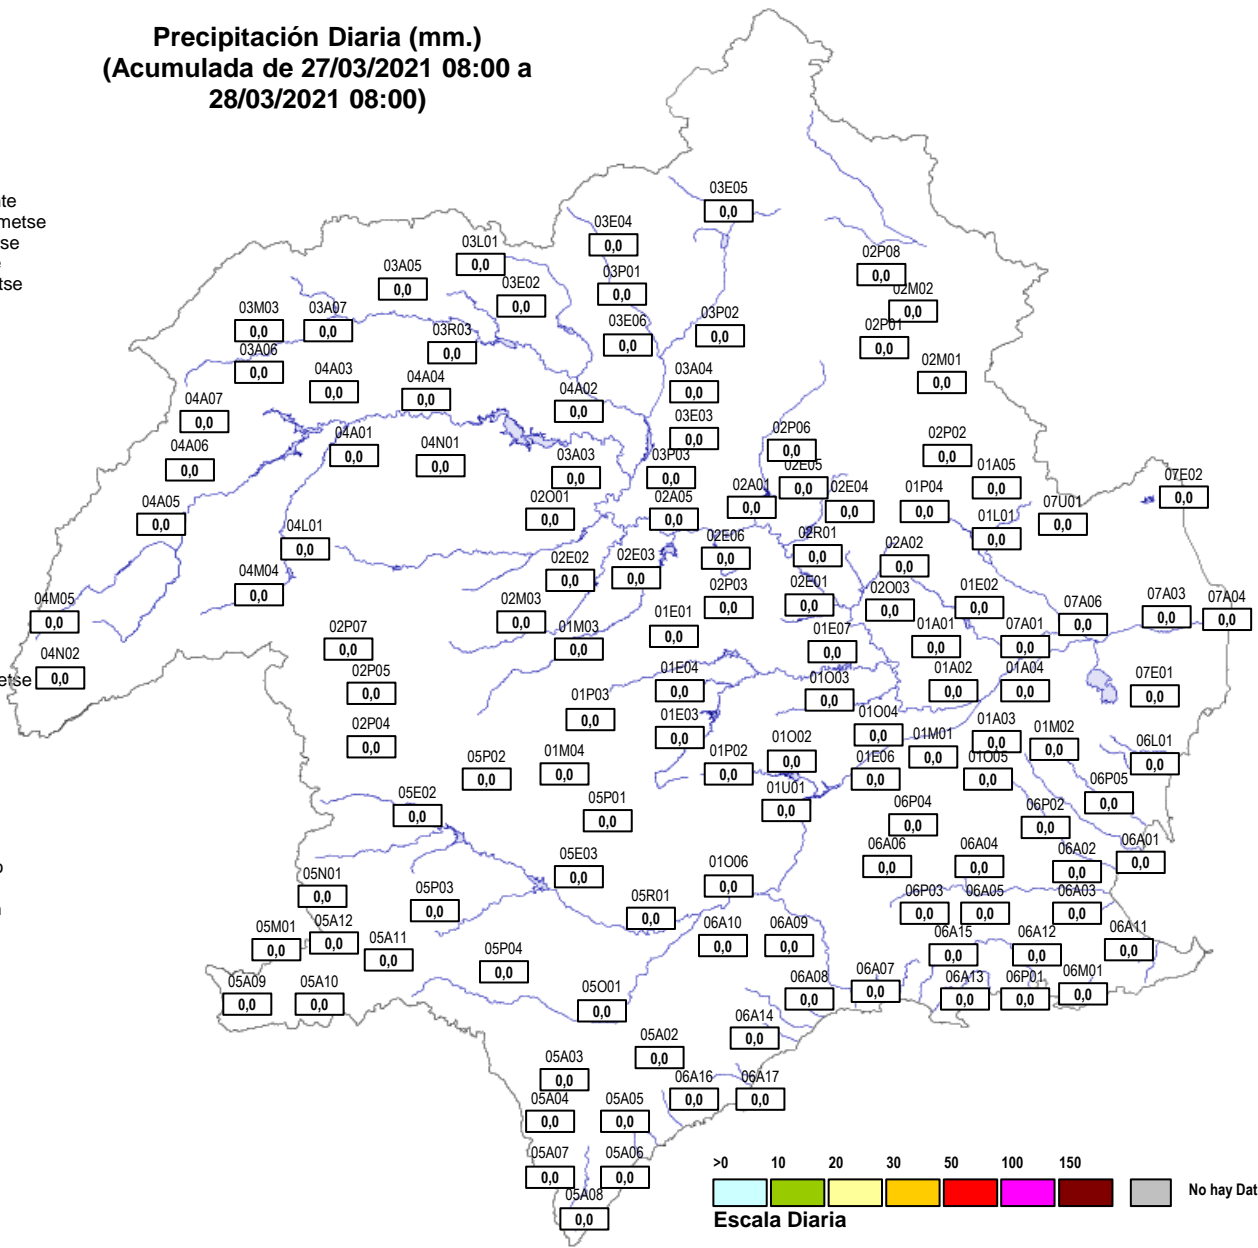 Precipitación Diaria (mm.)
(Acumulada de 27/03/2021 08:00 a
28/03/2021 08:00)
03E05
0,0
metse
03E04
0,0
03L01
0,0
02P08
0,0
03A05
0,0
03P01
0,0
03E02
0,0
02M02
0,0
03M03
0,0
03A07
0,0
03P02
0,0
03E06
0,0
03R03
0,0
02P01
0,0
03A06
0,0
02M01
0,0
04A03
0,0
04A04
0,0
03A04
0,0
04A02
0,0
04A07
0,0
03E03
0,0
04A01
0,0
02P06
0,0
04A06
0,0
04N01
0,0
02P02
0,0
03A03
0,0
03P03
0,0
02E05
0,0
01A05
0,0
07E02
0,0
04A05
0,0
02O01
0,0
02A05
0,0
02A01
0,0
02E04
0,0
01P04
0,0
07U01
0,0
01L01
0,0
04L01
0,0
02E06
0,0
02R01
0,0
02A02
0,0
02E02
0,0
02E03
0,0
04M04
0,0
04M05
0,0
02M03
0,0
02P03
0,0
02E01
0,0
02O03
0,0
01E02
0,0
07A06
0,0
07A03
0,0
07A04
0,0
02P07
0,0
01M03
0,0
01E01
0,0
01E07
0,0
01A01
0,0
07A01
0,0
04N02
0,0
02P05
0,0
01E04
0,0
01O03
0,0
01A02
0,0
01A04
0,0
07E01
0,0
01P03
0,0
02P04
0,0
01E03
0,0
01O04
0,0
01A03
0,0
01M02
0,0
05P02
0,0
01M04
0,0
01P02
0,0
01O02
0,0
01M01
0,0
01E06
0,0
01O05
0,0
06L01
0,0
05E02
0,0
05P01
0,0
01U01
0,0
06P04
0,0
06P02
0,0
06P05
0,0
05E03
0,0
06A06
0,0
06A04
0,0
06A02
0,0
06A01
0,0
05N01
0,0
05P03
0,0
01O06
0,0
05R01
0,0
06P03
0,0
06A05
0,0
06A03
0,0
05M01
0,0
05A12
0,0
05A11
0,0
06A10
0,0
06A09
0,0
06A15
0,0
06A12
0,0
06A11
0,0
05P04
0,0
05A09
0,0
05A10
0,0
05O01
0,0
06A08
0,0
06A07
0,0
06A13
0,0
06P01
0,0
06M01
0,0
06A14
0,0
05A02
0,0
05A03
0,0
06A16
0,0
06A17
0,0
05A04
0,0
05A05
0,0
05A07
0,0
05A06
0,0
05A08
0,0
>0 10 20 30 50 100 150
No hay Dat
Escala Diaria